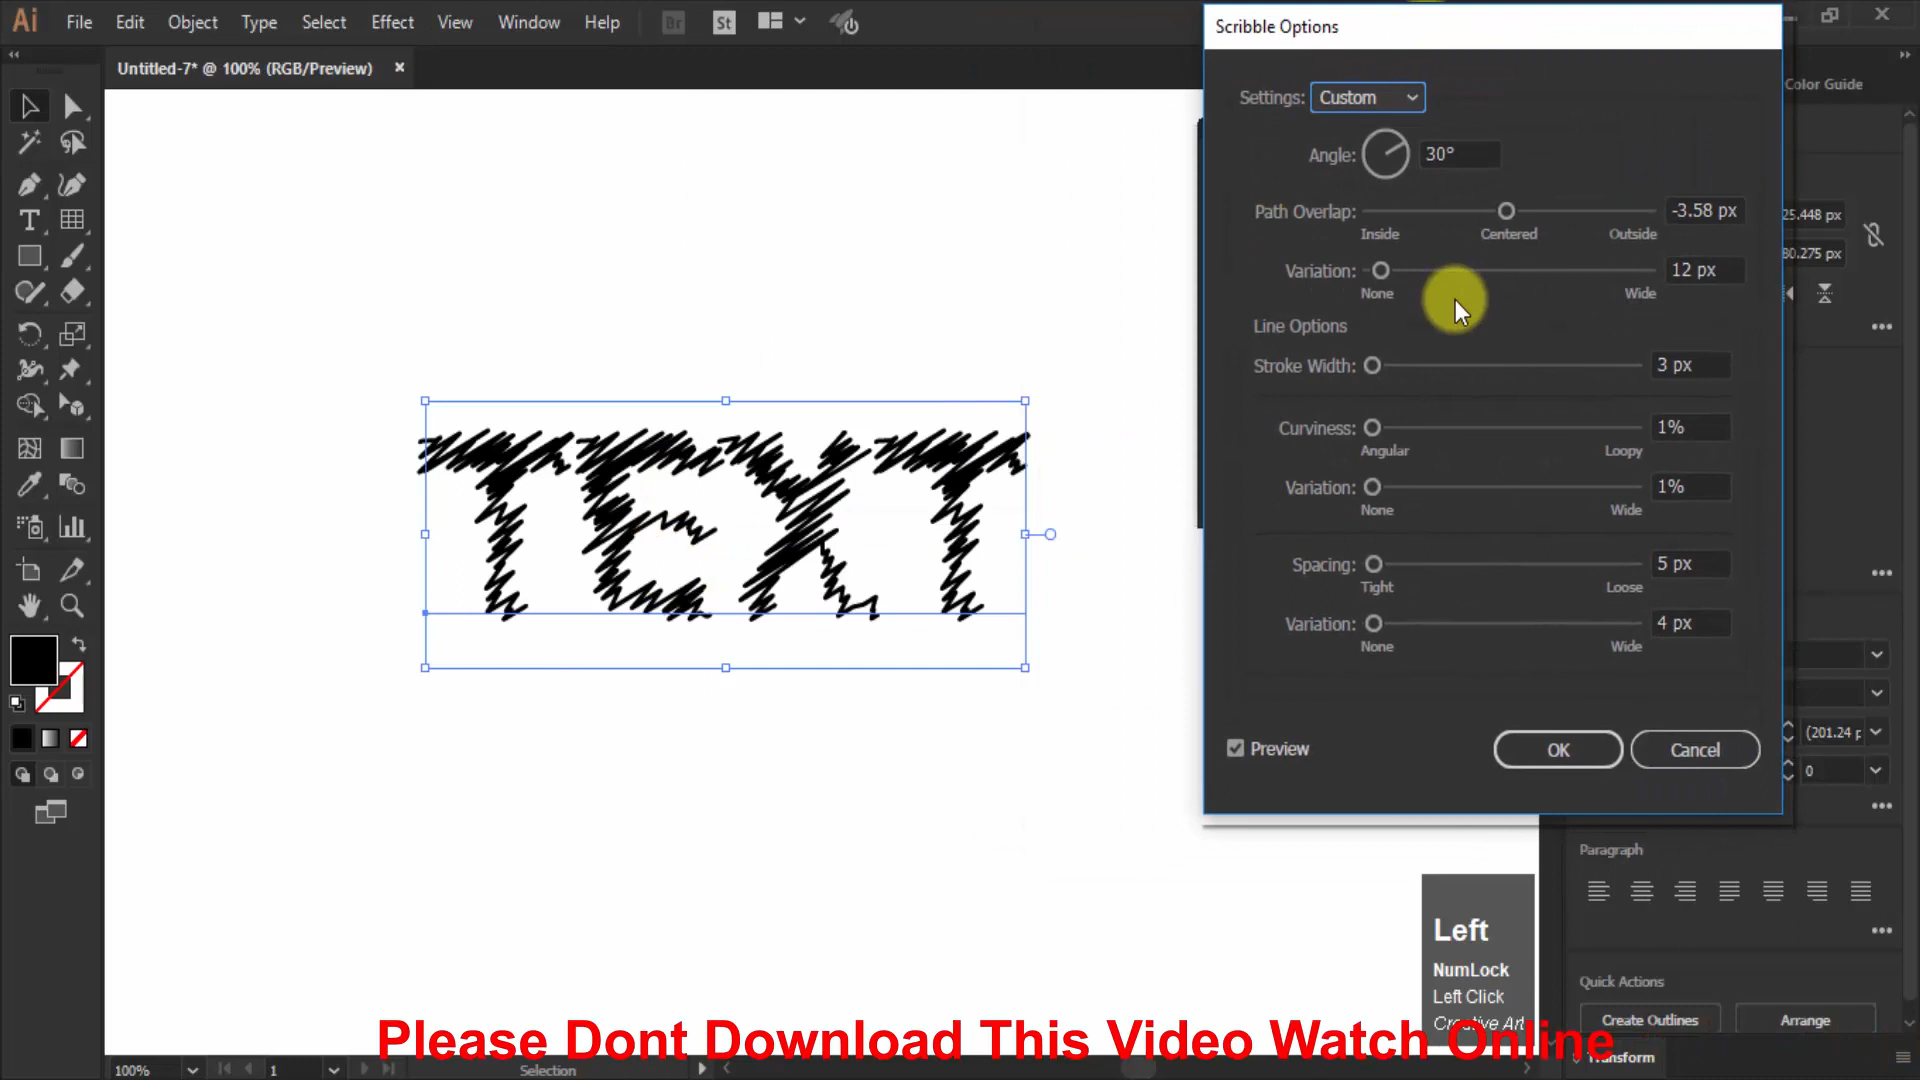 Ai File Edit Object Type Select Effect View Window Help Br St
Untitled-7* @ 100% (RGB/Preview) ×
Scribble Options
Settings: Custom
Angle: 30°
Path Overlap: -3.58 px
Inside Centered Outside
Variation: 12 px
None Wide
Line Options
Stroke Width: 3 px
Curviness: 1%
Angular Loopy
Variation: 1%
None Wide
Spacing: 5 px
Tight Loose
Variation: 4 px
None Wide
Preview OK Cancel
TEXT
Color Guide
25.448 px
80.275 px
(201.24 p
0
Paragraph
Quick Actions
Create Outlines Arrange
Transform
Left
NumLock
Left Click
Creative Art
Please Dont Download This Video Watch Online
100% 1 Selection